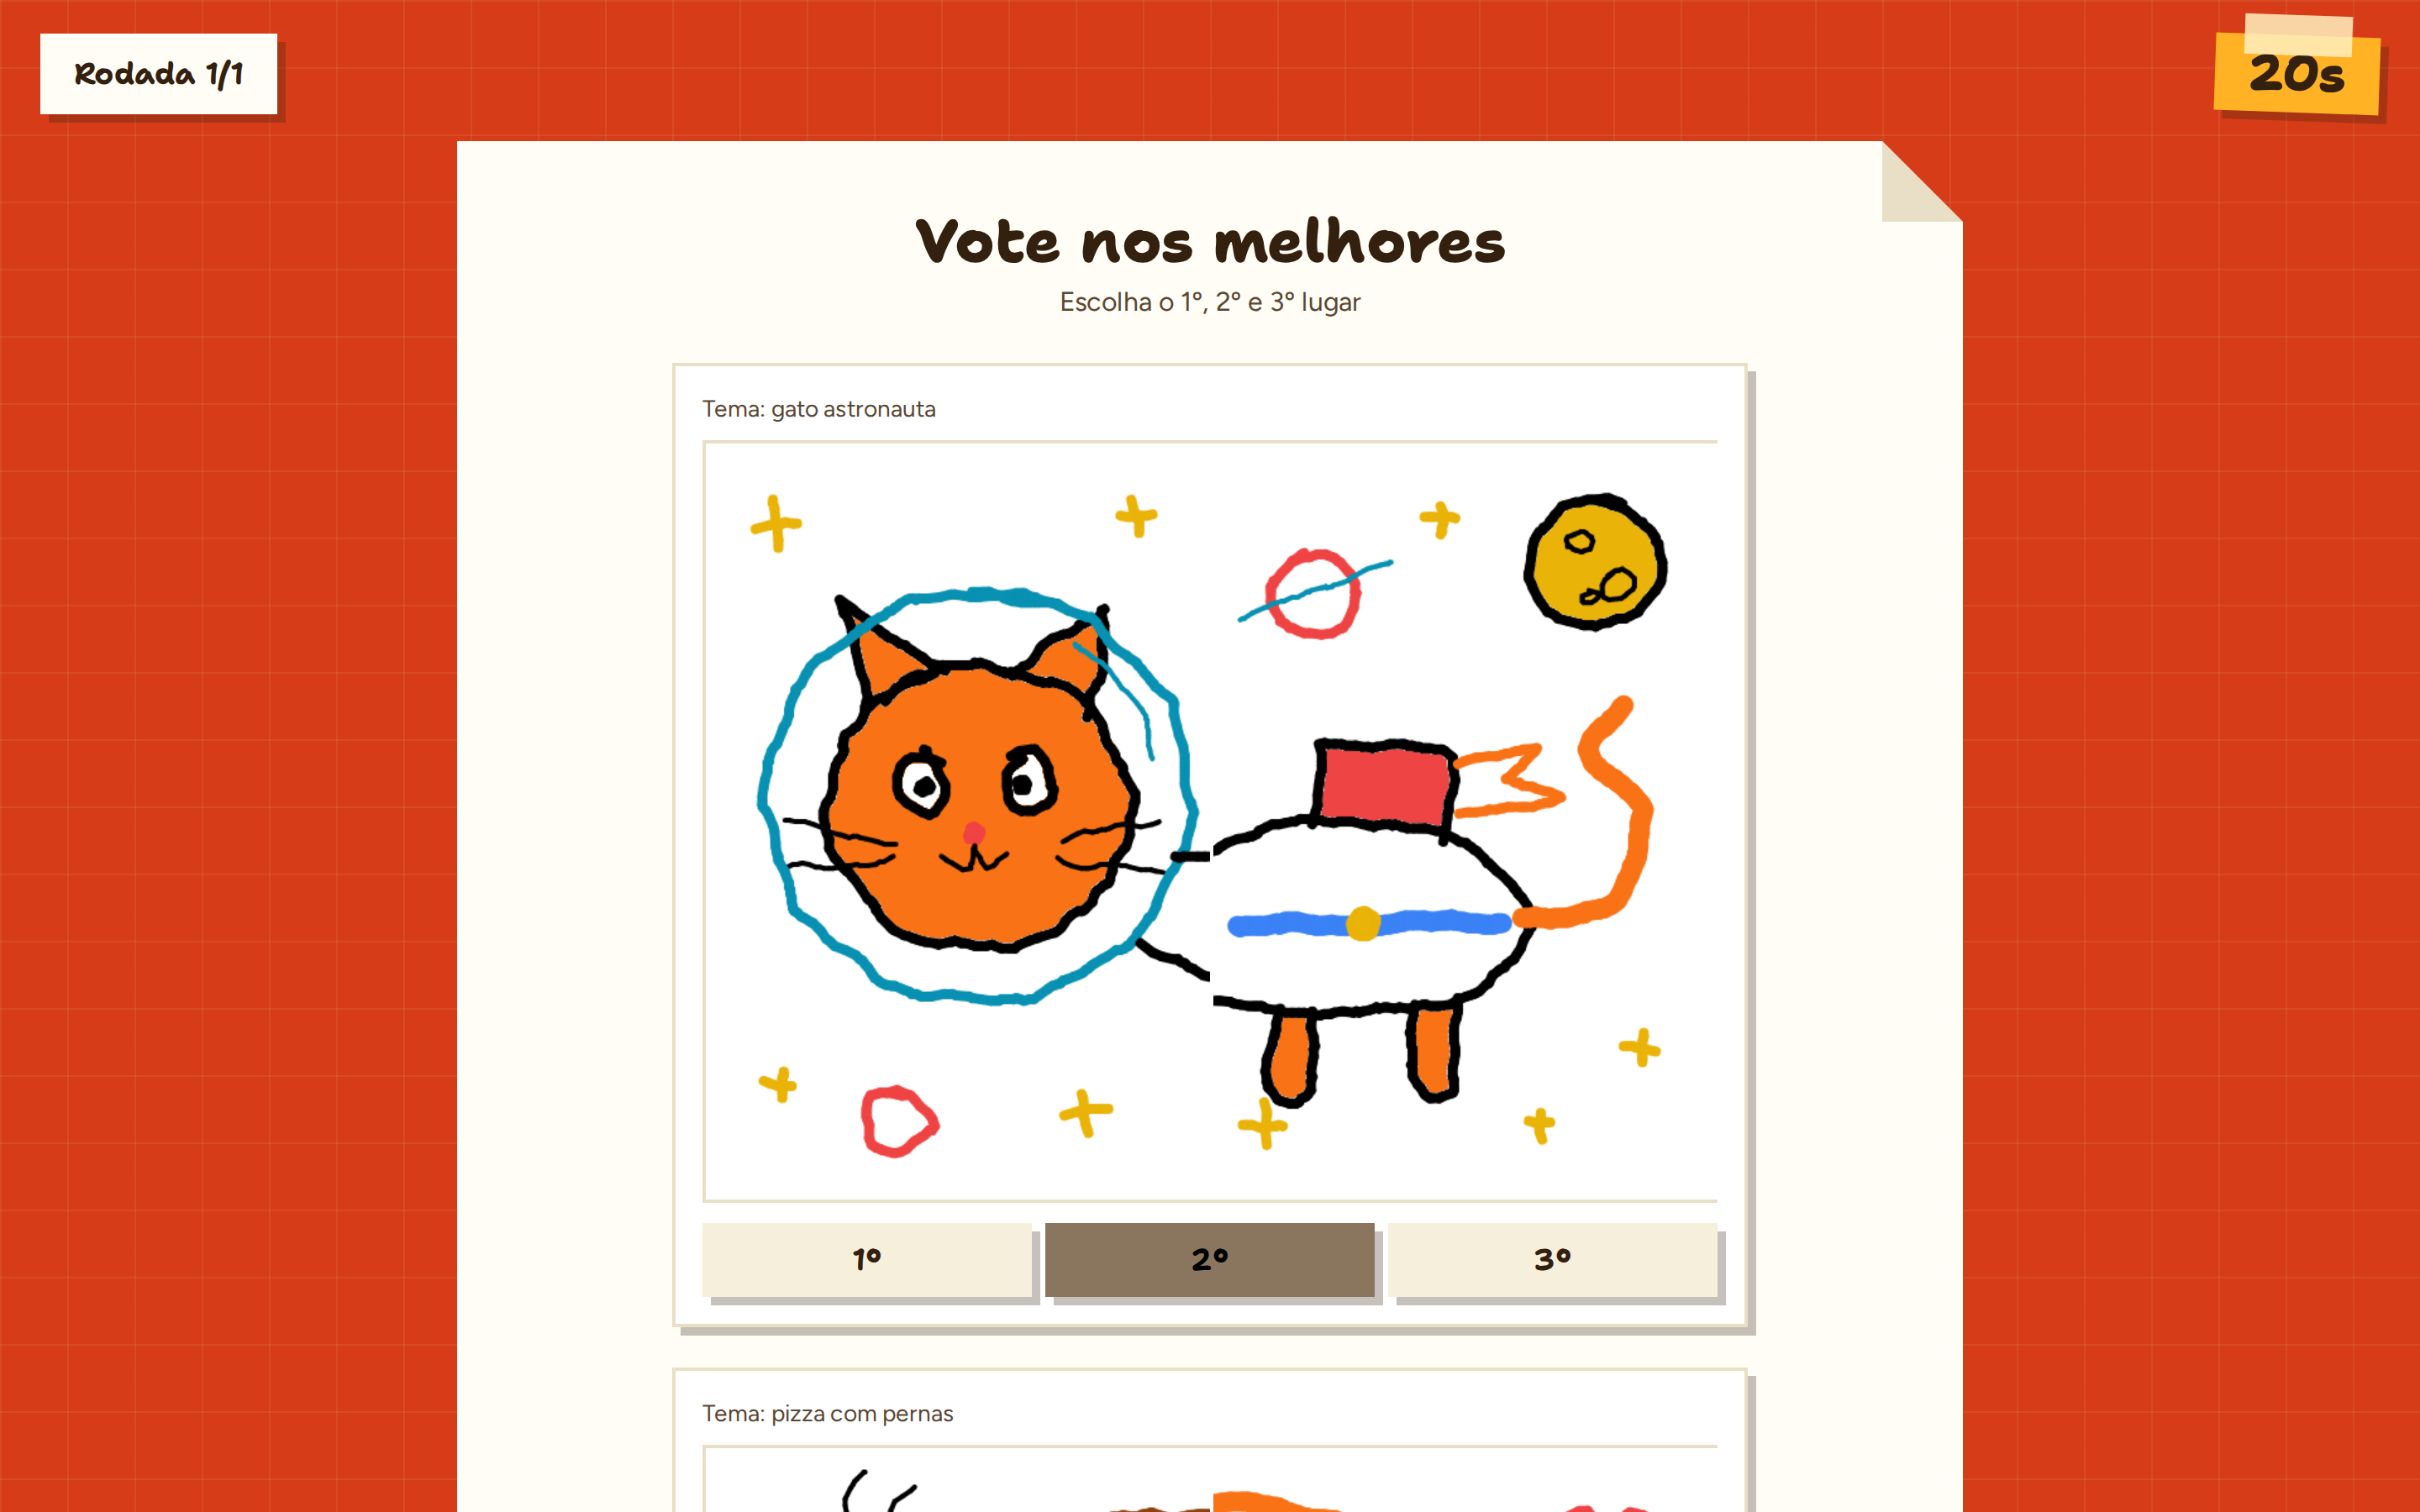 Rodada 1/1
20s
Vote nos melhores
Escolha o 1º, 2º e 3º lugar
Tema: gato astronauta
1º
2º
3º
Tema: pizza com pernas